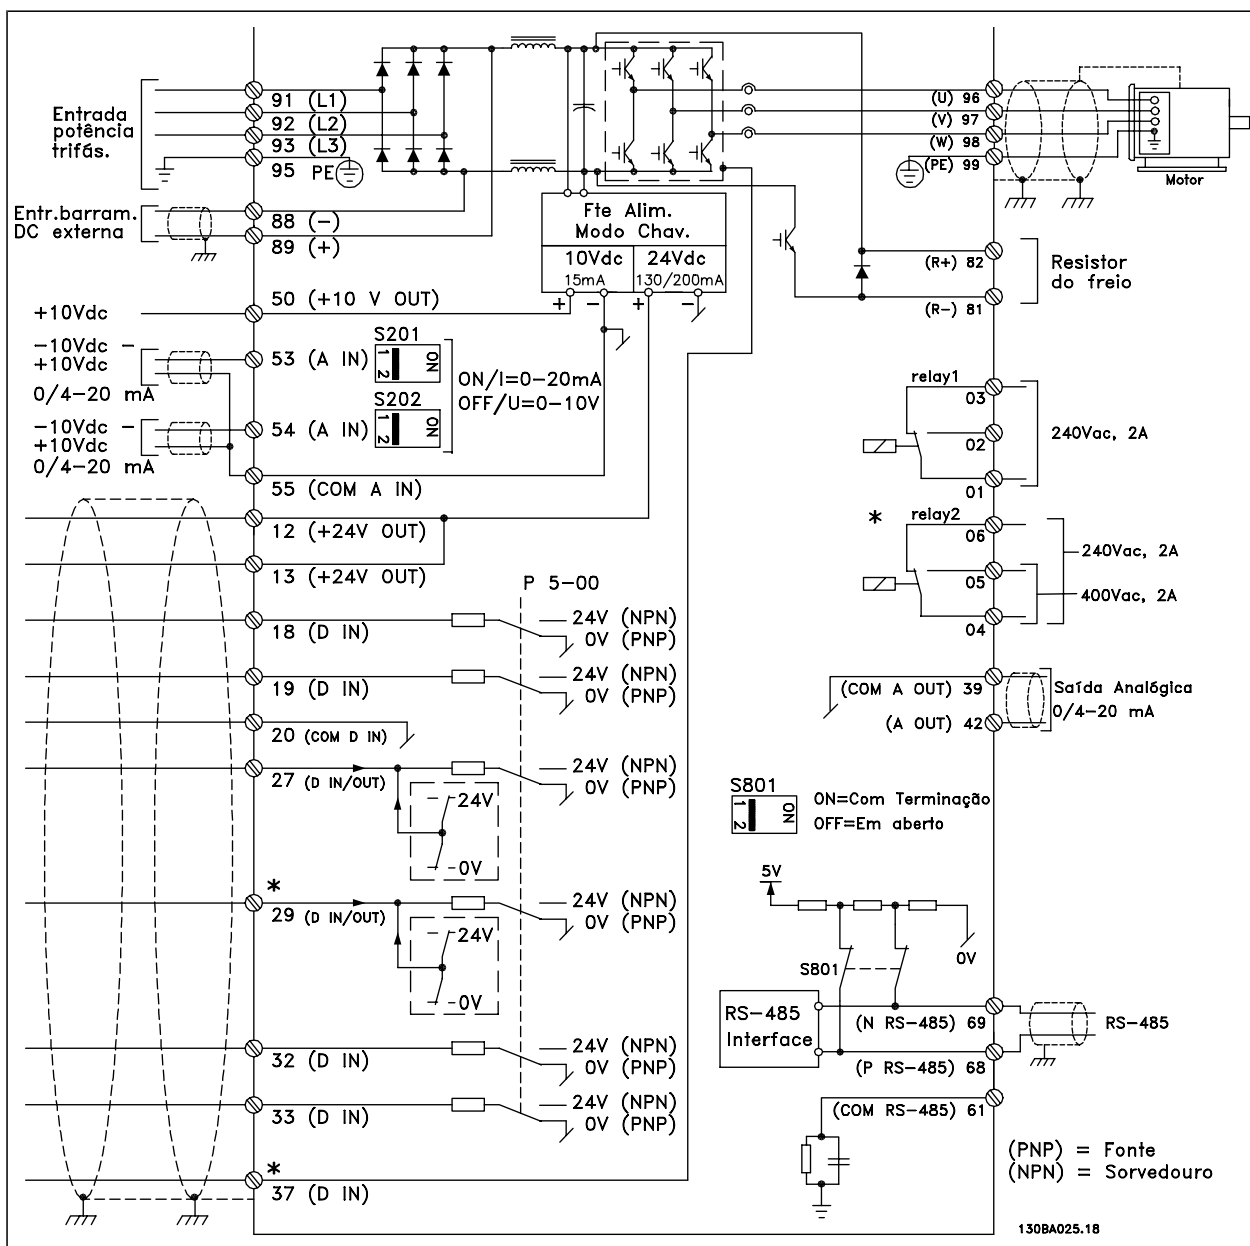 Entrada
potência
trifás.
91 (L1)
92 (L2)
93 (L3)
95 PE
Entr.barram.
DC externa
88 (-)
89 (+)
Fte Alim.
Modo Chav.
10Vdc
15mA
24Vdc
130/200mA
+ - + -
(U) 96
(V) 97
(W) 98
(PE) 99
Motor
(R+) 82
(R-) 81
Resistor
do freio
+10Vdc
50 (+10 V OUT)
-10Vdc -
+10Vdc
0/4-20 mA
53 (A IN)
S201
1 2
ON
ON/I=0-20mA
OFF/U=0-10V
-10Vdc -
+10Vdc
0/4-20 mA
54 (A IN)
S202
1 2
ON
55 (COM A IN)
12 (+24V OUT)
13 (+24V OUT)
relay1
03
02
01
240Vac, 2A
*
relay2
06
05
04
240Vac, 2A
400Vac, 2A
P 5-00
18 (D IN)
24V (NPN)
0V (PNP)
19 (D IN)
24V (NPN)
0V (PNP)
20 (COM D IN)
27 (D IN/OUT)
24V (NPN)
0V (PNP)
24V
0V
*
29 (D IN/OUT)
24V (NPN)
0V (PNP)
24V
0V
32 (D IN)
24V (NPN)
0V (PNP)
33 (D IN)
24V (NPN)
0V (PNP)
*
37 (D IN)
(COM A OUT) 39
(A OUT) 42
Saída Analógica
0/4-20 mA
S801
1 2
ON
ON=Com Terminação
OFF=Em aberto
5V
0V
S801
RS-485
Interface
(N RS-485) 69
(P RS-485) 68
RS-485
(COM RS-485) 61
(PNP) = Fonte
(NPN) = Sorvedouro
130BA025.18